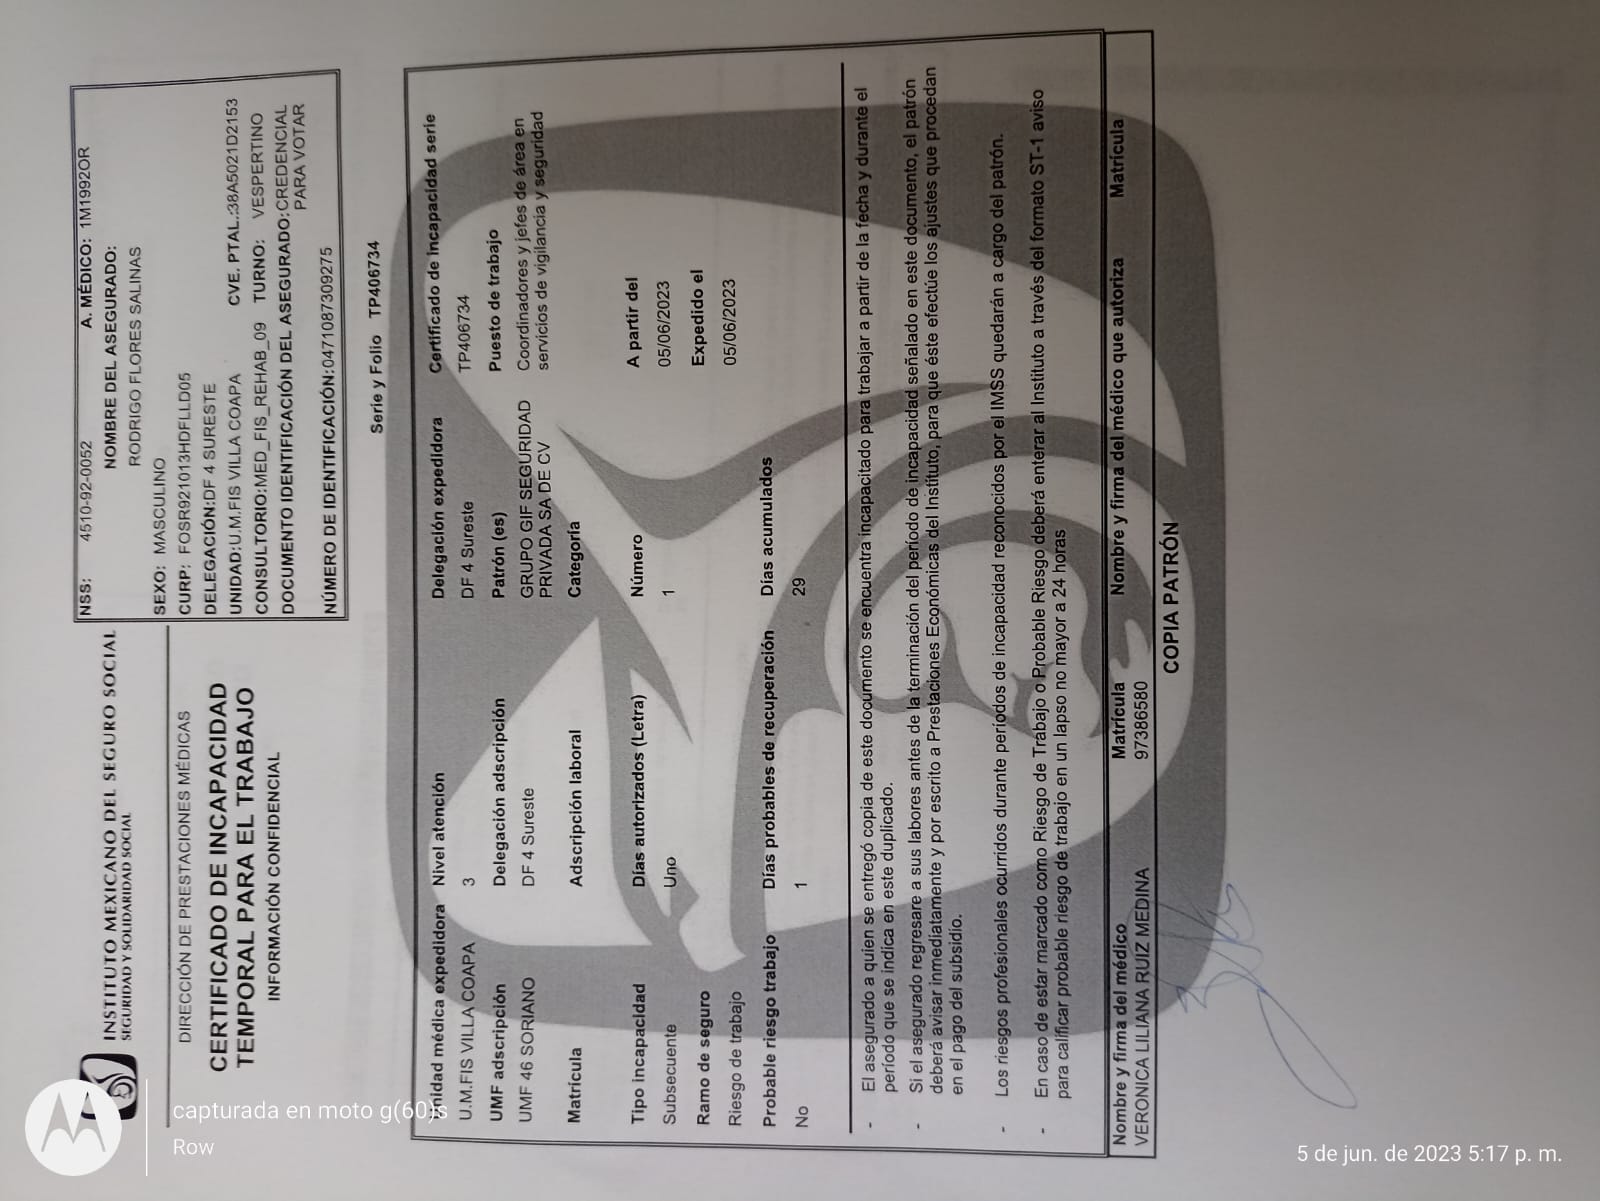 INSTITUTO MEXICANO DEL SEGURO SOCIAL
SEGURIDAD Y SOLIDARIDAD SOCIAL
DIRECCIÓN DE PRESTACIONES MÉDICAS
CERTIFICADO DE INCAPACIDAD
TEMPORAL PARA EL TRABAJO
INFORMACIÓN CONFIDENCIAL
NSS: 4510-92-0052 A. MÉDICO: 1M1992OR
NOMBRE DEL ASEGURADO:
RODRIGO FLORES SALINAS
SEXO: MASCULINO
CURP: FOSR921013HDFLLD05
DELEGACIÓN:DF 4 SURESTE
UNIDAD:U.M.FIS VILLA COAPA CVE. PTAL.:38A5021D2153
CONSULTORIO:MED_FIS_REHAB_09 TURNO: VESPERTINO
DOCUMENTO IDENTIFICACIÓN DEL ASEGURADO:CREDENCIAL
PARA VOTAR
NÚMERO DE IDENTIFICACIÓN:0471087309275
Serie y Folio TP406734
Unidad médica expedidora Nivel atención Delegación expedidora Certificado de incapacidad serie
U.M.FIS VILLA COAPA 3 DF 4 Sureste TP406734
UMF adscripción Delegación adscripción Patrón (es) Puesto de trabajo
UMF 46 SORIANO DF 4 Sureste GRUPO GIF SEGURIDAD Coordinadores y jefes de área en
PRIVADA SA DE CV servicios de vigilancia y seguridad
Matrícula Adscripción laboral Categoría
Tipo incapacidad Días autorizados (Letra) Número A partir del
Subsecuente Uno 1 05/06/2023
Ramo de seguro Expedido el
Riesgo de trabajo 05/06/2023
Probable riesgo trabajo Días probables de recuperación Días acumulados
No 1 29
- El asegurado a quien se entregó copia de este documento se encuentra incapacitado para trabajar a partir de la fecha y durante el
período que se indica en este duplicado.
- Si el asegurado regresare a sus labores antes de la terminación del período de incapacidad señalado en este documento, el patrón
deberá avisar inmediatamente y por escrito a Prestaciones Económicas del Instituto, para que éste efectúe los ajustes que procedan
en el pago del subsidio.
- Los riesgos profesionales ocurridos durante períodos de incapacidad reconocidos por el IMSS quedarán a cargo del patrón.
- En caso de estar marcado como Riesgo de Trabajo o Probable Riesgo deberá enterar al Instituto a través del formato ST-1 aviso
para calificar probable riesgo de trabajo en un lapso no mayor a 24 horas
Nombre y firma del médico Matrícula Nombre y firma del médico que autoriza Matrícula
VERONICA LILIANA RUIZ MEDINA 97386580
COPIA PATRÓN
capturada en moto g(60)s
Row
5 de jun. de 2023 5:17 p. m.